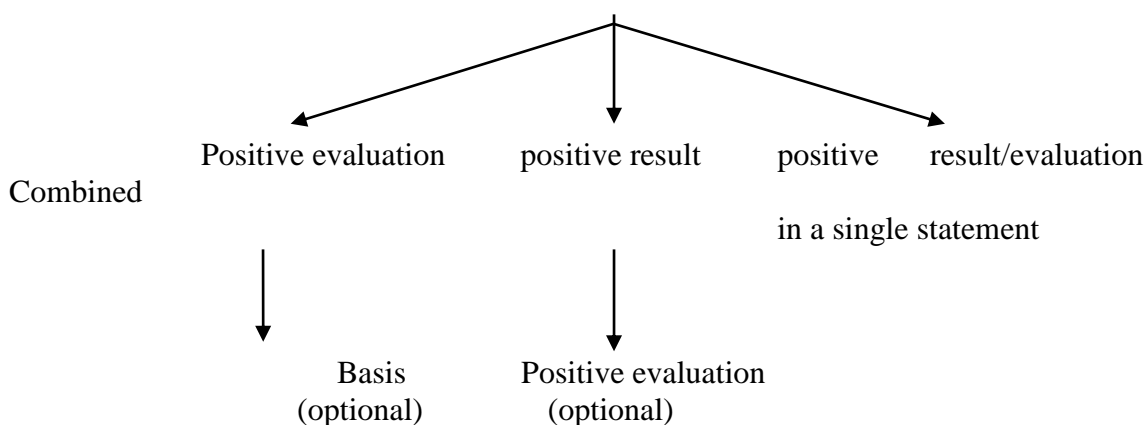 Positive evaluation positive result positive result/evaluation
Combined
in a single statement
Basis Positive evaluation
(optional) (optional)